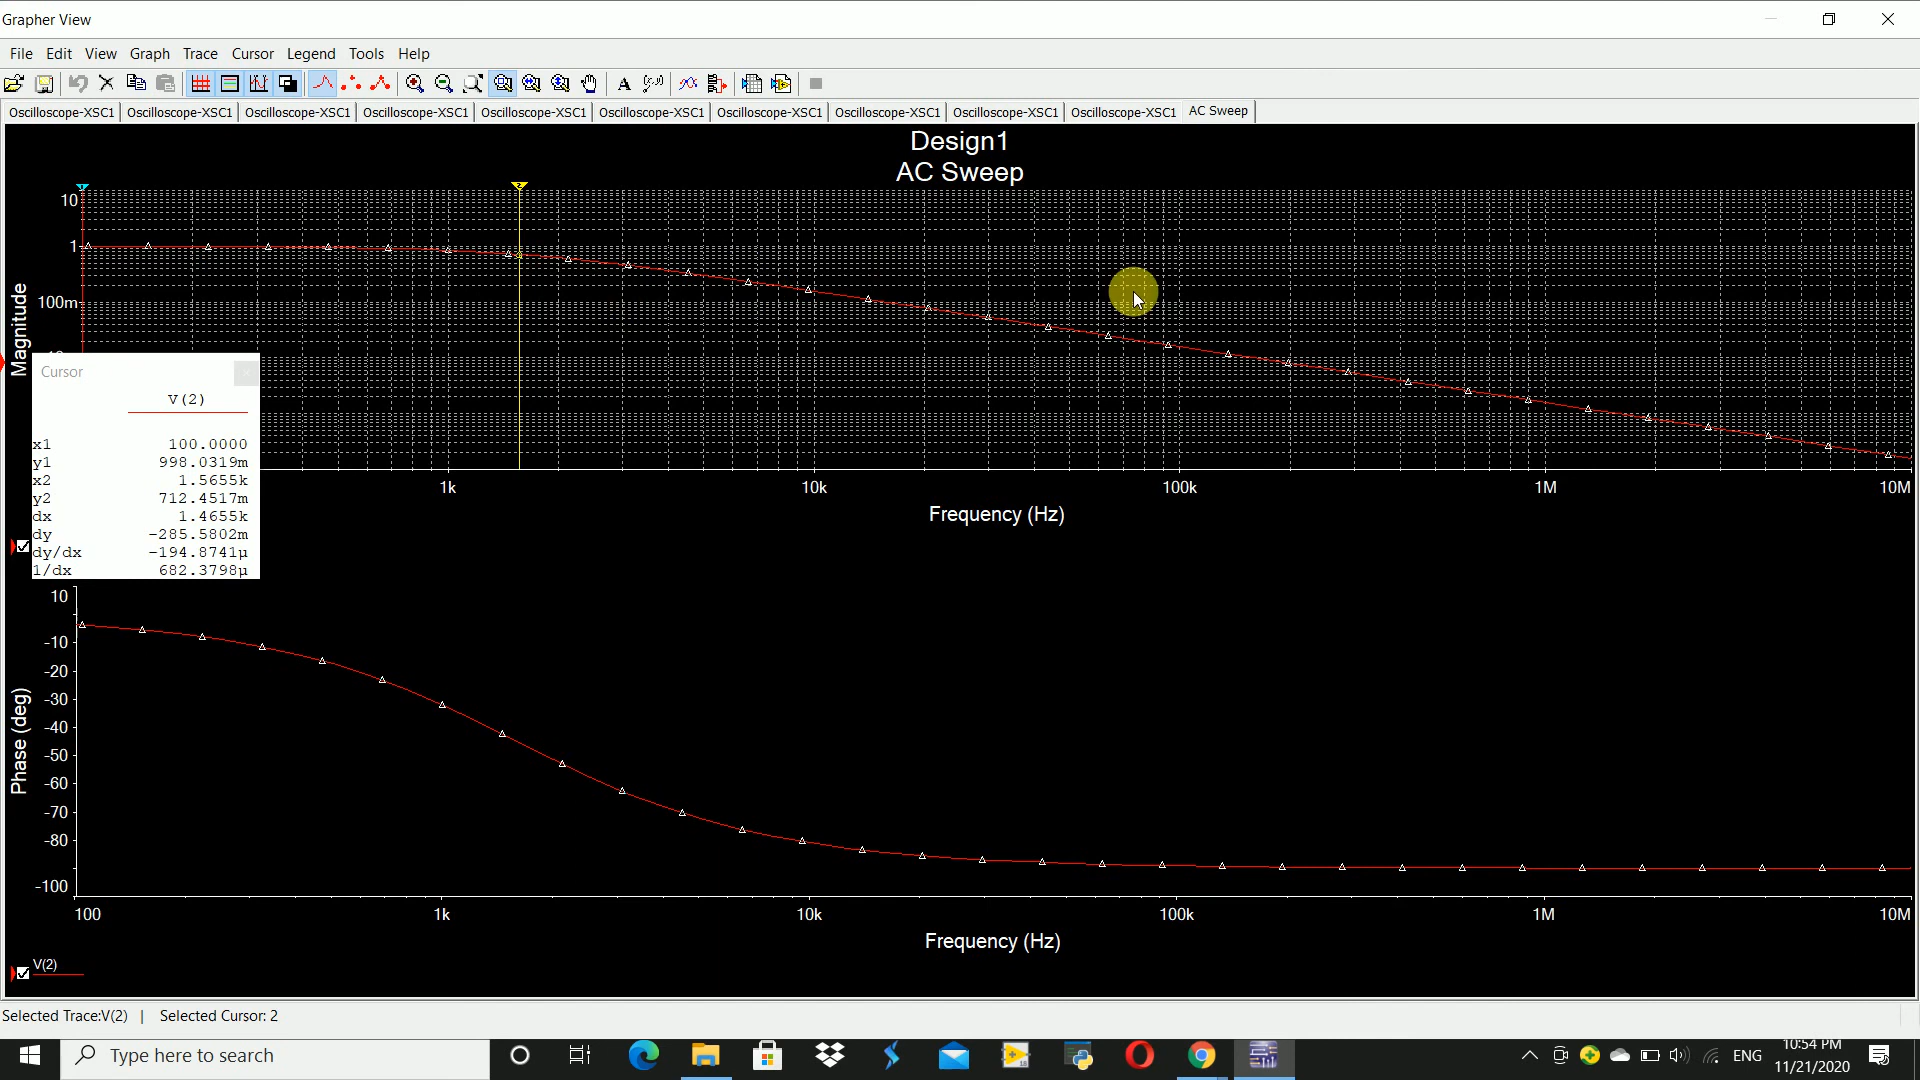 Grapher View
File Edit View Graph Trace Cursor Legend Tools Help
Oscilloscope-XSC1 Oscilloscope-XSC1 Oscilloscope-XSC1 Oscilloscope-XSC1 Oscilloscope-XSC1 Oscilloscope-XSC1 Oscilloscope-XSC1 Oscilloscope-XSC1 Oscilloscope-XSC1 Oscilloscope-XSC1 AC Sweep
Design1
AC Sweep
10
1
100m
Magnitude
Cursor
V(2)
x1 100.0000
y1 998.0319m
x2 1.5655k
y2 712.4517m
dx 1.4655k
dy -285.5802m
dy/dx -194.8741µ
1/dx 682.3798µ
1k 10k 100k 1M 10M
Frequency (Hz)
10
-10
-20
-30
-40
-50
-60
-70
-80
-100
Phase (deg)
100 1k 10k 100k 1M 10M
Frequency (Hz)
V(2)
Selected Trace:V(2) | Selected Cursor: 2
Type here to search
ENG
10:54 PM
11/21/2020